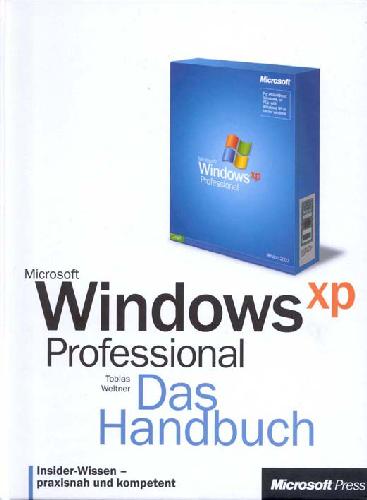 Microsoft
Microsoft
Windows xp
Professional
Microsoft
Windows xp
Professional
Tobias
Weltner
Das
Handbuch
Insider-Wissen –
praxisnah und kompetent
Microsoft Press